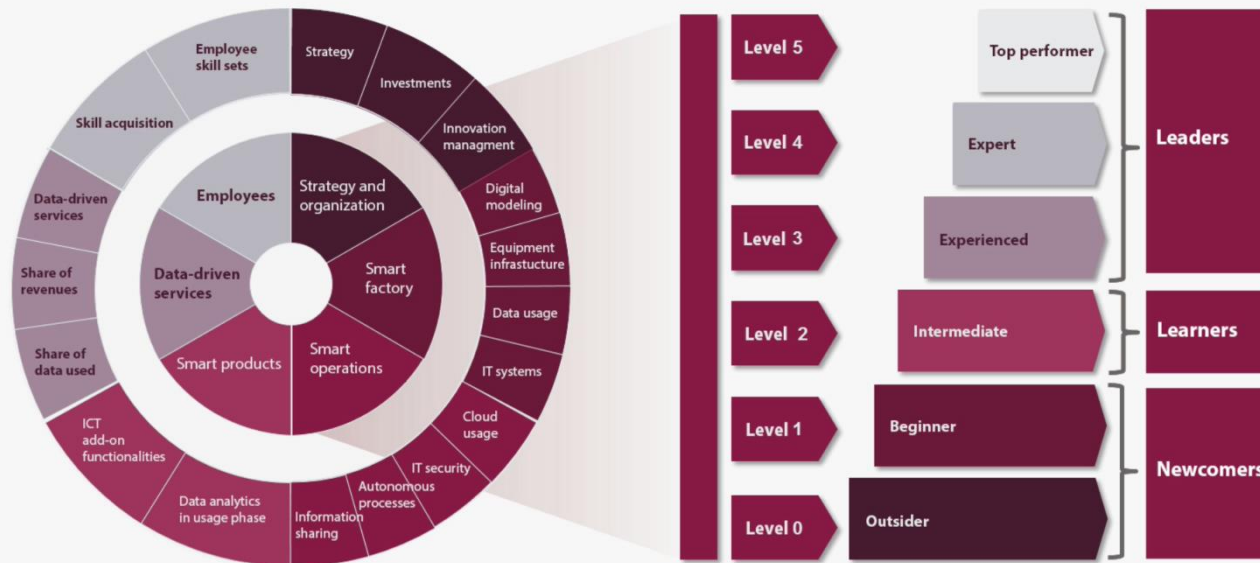 Employee
skill sets
Strategy
Investments
Innovation
managment
Digital
modeling
Equipment
infrastucture
Data usage
IT systems
Cloud
usage
IT security
Autonomous
processes
Information
sharing
Data analytics
in usage phase
ICT
add-on
functionalities
Share of
data used
Share of
revenues
Data-driven
services
Skill acquisition
Employees
Strategy and
organization
Smart
factory
Smart
operations
Smart products
Data-driven
services
Level 5
Top performer
Level 4
Expert
Level 3
Experienced
Leaders
Level 2
Intermediate
Learners
Level 1
Beginner
Level 0
Outsider
Newcomers